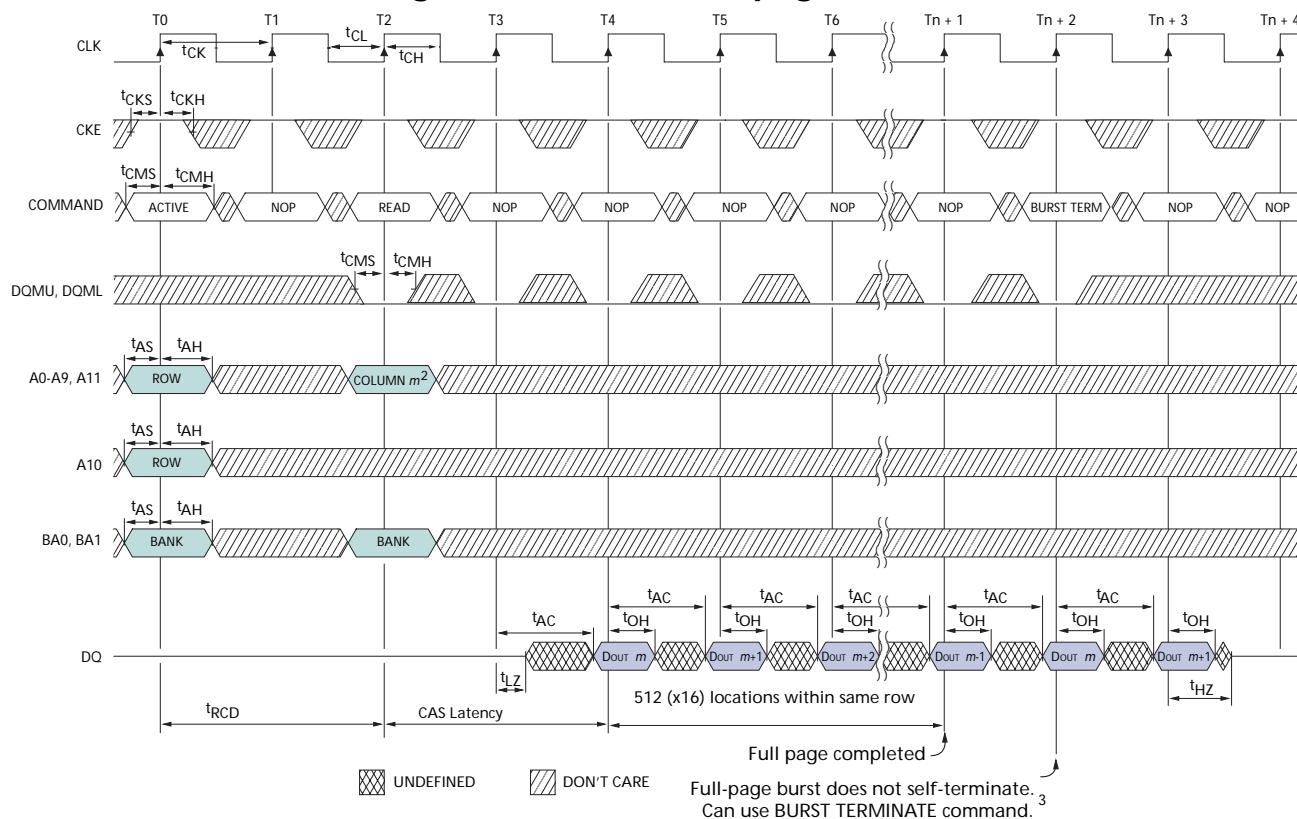 T0 T1 T2 T3 T4 T5 T6 Tn + 1 Tn + 2 Tn + 3 Tn + 4
CLK
tCK tCL tCH
tCKS tCKH
CKE
tCMS tCMH
COMMAND ACTIVE NOP READ NOP NOP NOP NOP NOP BURST TERM NOP NOP
tCMS tCMH
DQMU, DQML
tAS tAH
A0-A9, A11 ROW COLUMN m2
tAS tAH
A10 ROW
tAS tAH
BA0, BA1 BANK BANK
tAC tAC tAC tAC tAC tAC
tOH tOH tOH tOH tOH tOH
DQ DOUT m DOUT m+1 DOUT m+2 DOUT m-1 DOUT m DOUT m+1
tLZ 512 (x16) locations within same row tHZ
tRCD CAS Latency
Full page completed
UNDEFINED DON'T CARE
Full-page burst does not self-terminate.
Can use BURST TERMINATE command. 3